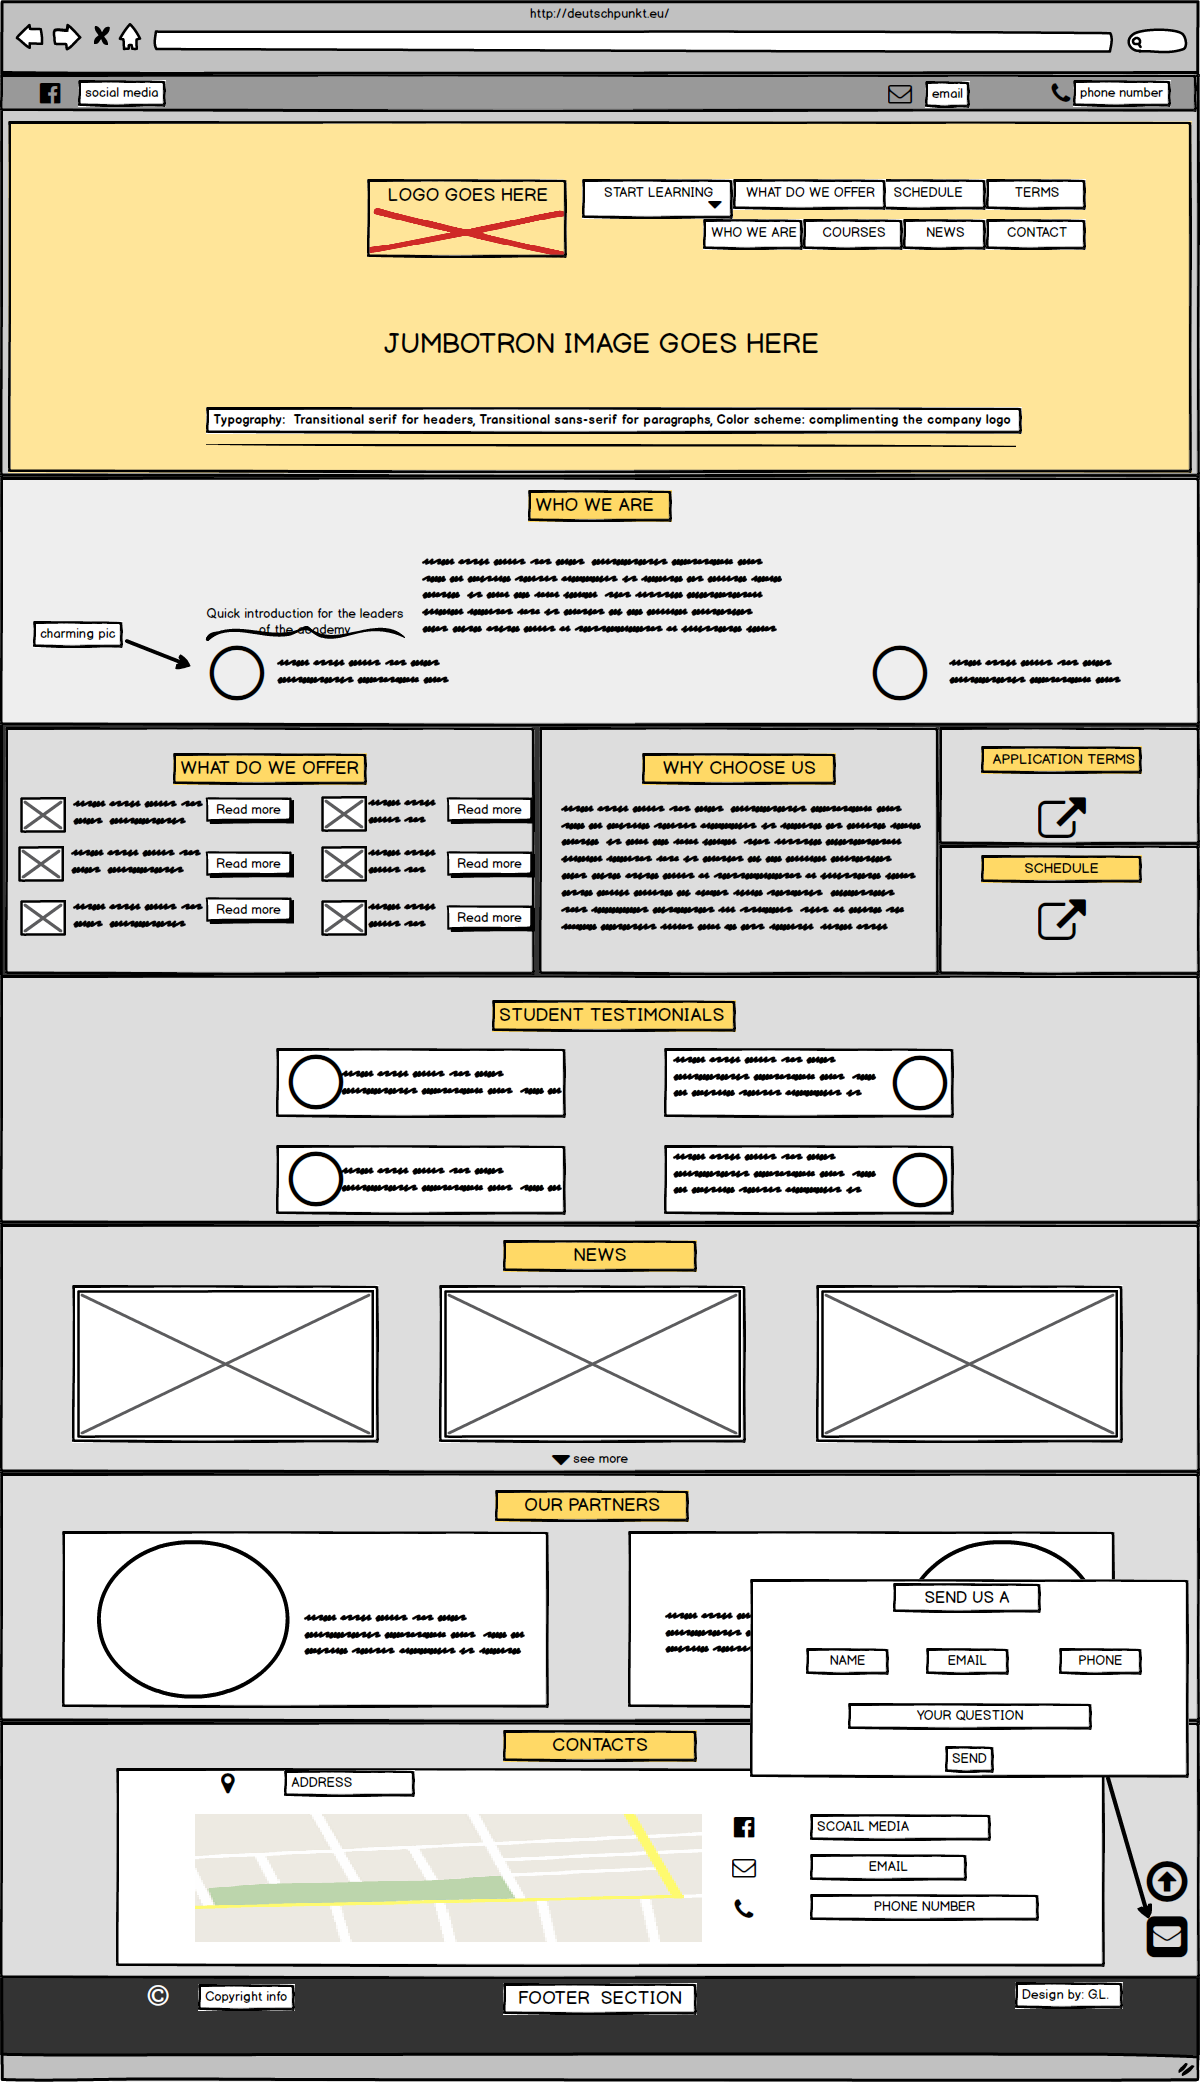 http://deutschpunkt.eu/
social media
email
phone number
LOGO GOES HERE
START LEARNING
WHAT DO WE OFFER
SCHEDULE
TERMS
WHO WE ARE
COURSES
NEWS
CONTACT
JUMBOTRON IMAGE GOES HERE
Typography: Transitional serif for headers, Transitional sans-serif for paragraphs, Color scheme: complimenting the company logo
WHO WE ARE
Quick introduction for the leaders
of the academy
charming pic
WHAT DO WE OFFER
Read more
Read more
Read more
Read more
Read more
Read more
WHY CHOOSE US
APPLICATION TERMS
SCHEDULE
STUDENT TESTIMONIALS
NEWS
see more
OUR PARTNERS
SEND US A
NAME
EMAIL
PHONE
YOUR QUESTION
SEND
CONTACTS
ADDRESS
SCOAIL MEDIA
EMAIL
PHONE NUMBER
©
Copyright info
FOOTER SECTION
Design by: G.L.